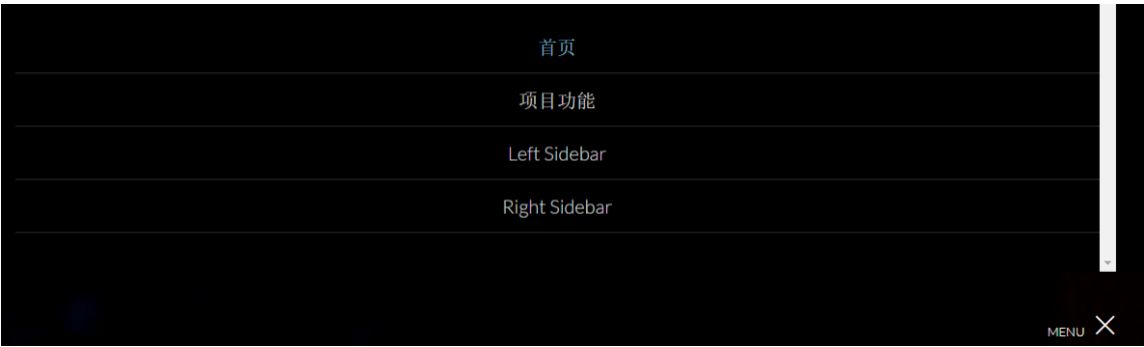 首页
项目功能
Left Sidebar
Right Sidebar
MENU